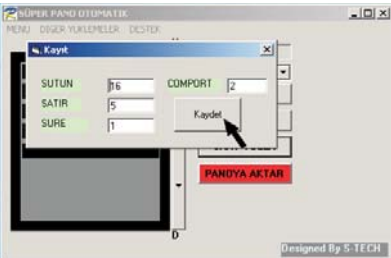 SÜPER PANO OTOMATIK
MENU DIGER YUKLEMELER DESTEK
Kayıt
SUTUN 16 COMPORT 2
SATIR 5
SURE 1
Kaydet
PANOYA AKTAR
D
Designed By S-TECH